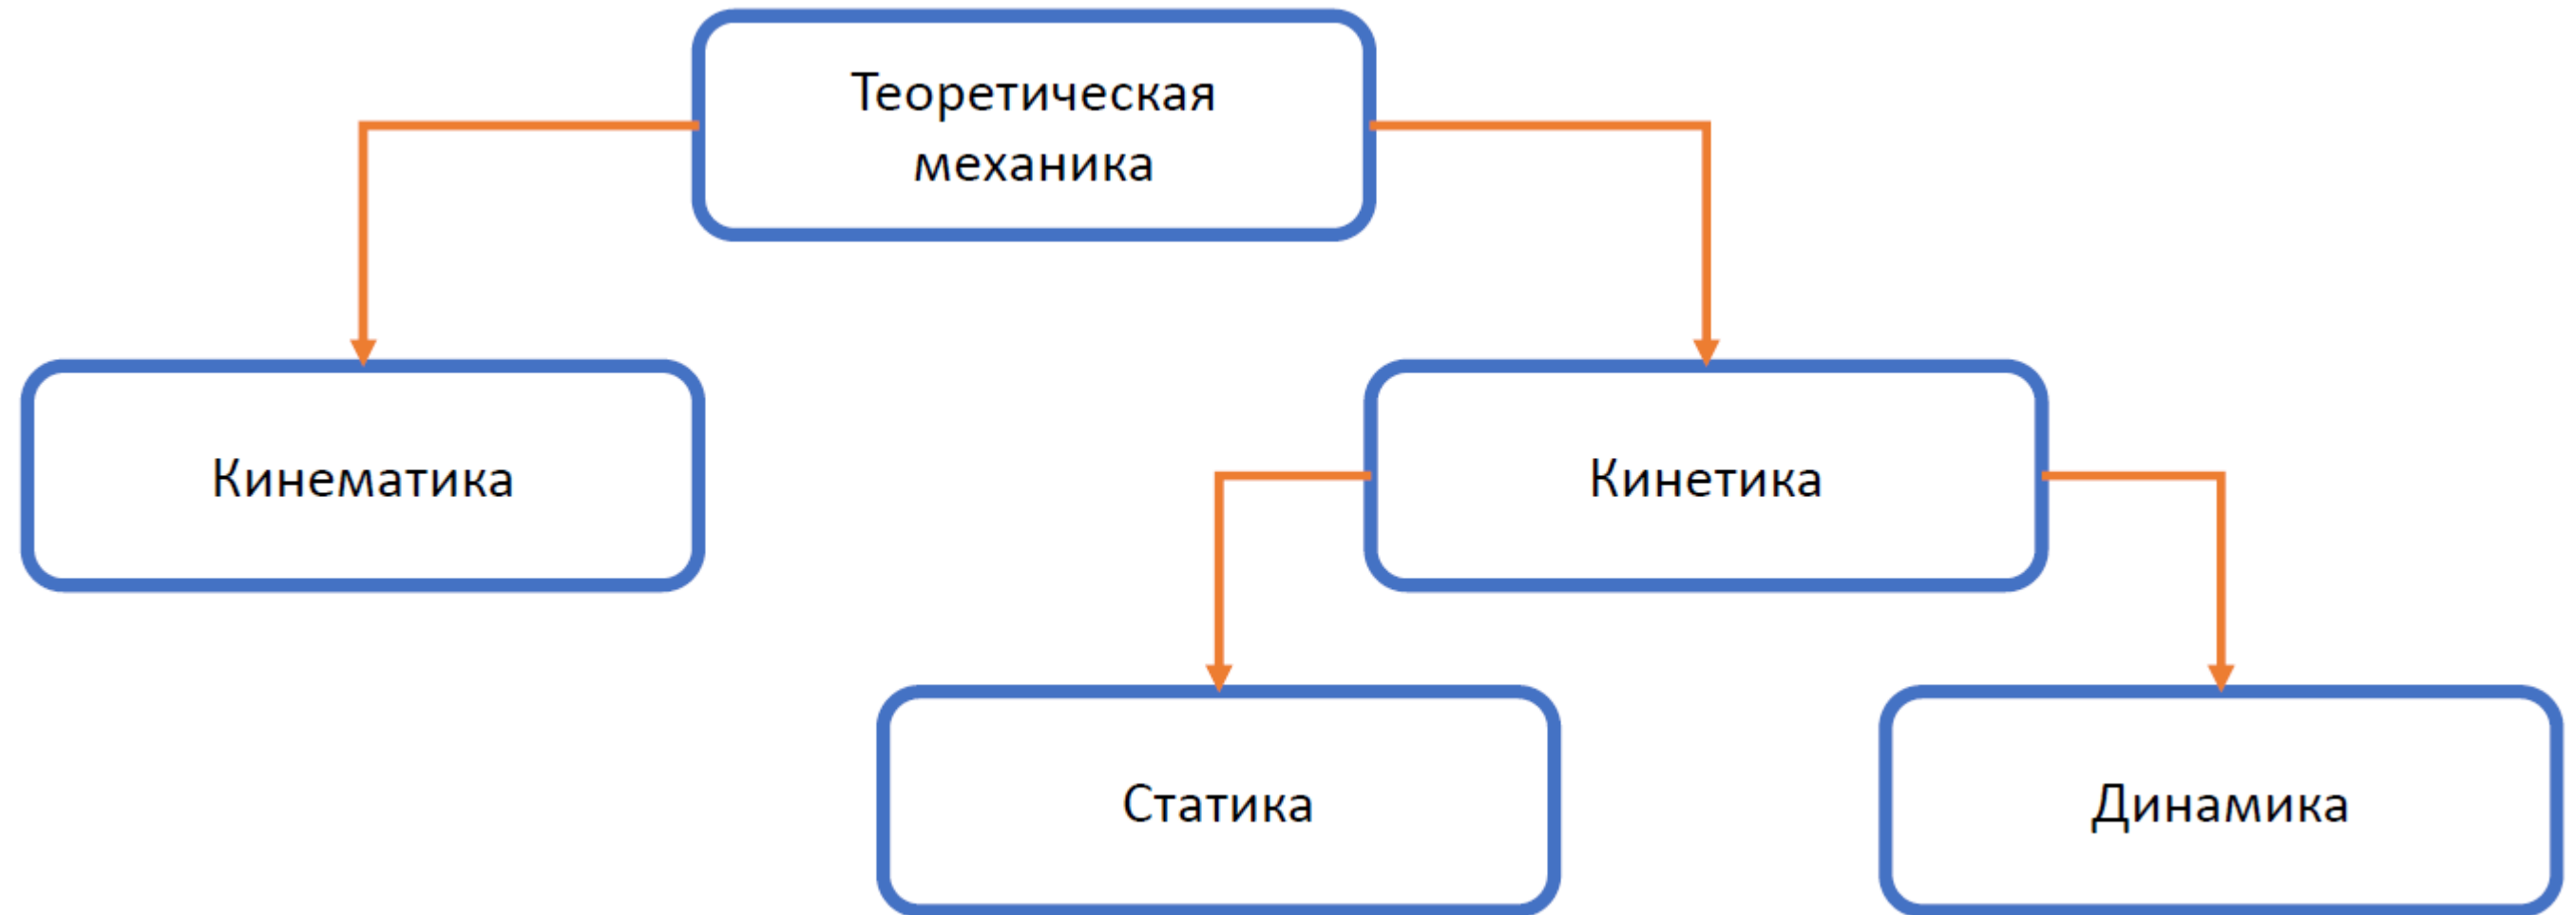 Теоретическая
механика
Кинематика
Кинетика
Статика
Динамика